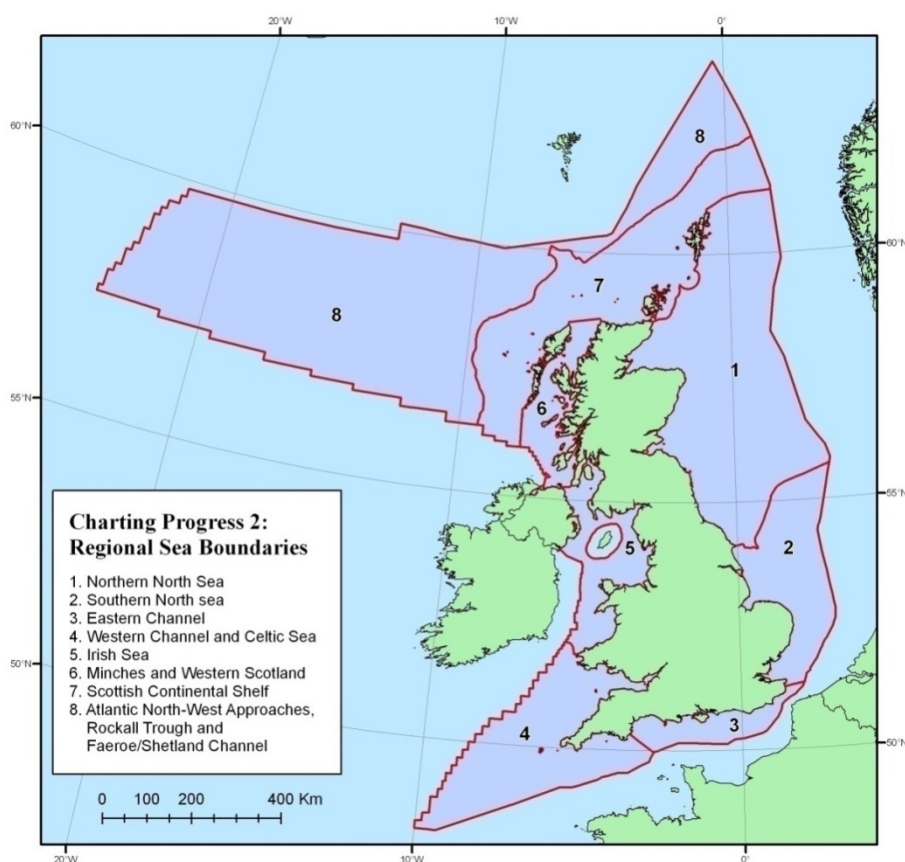 20°W
10°W
0°
60°N
8
60°N
7
8
1
55°N
6
55°N
5
2
Charting Progress 2:
Regional Sea Boundaries
1. Northern North Sea
2. Southern North sea
3. Eastern Channel
4. Western Channel and Celtic Sea
5. Irish Sea
6. Minches and Western Scotland
7. Scottish Continental Shelf
8. Atlantic North-West Approaches,
Rockall Trough and
Faeroe/Shetland Channel
50°N
4
3
50°N
0 100 200 400 Km
20°W
10°W
0°